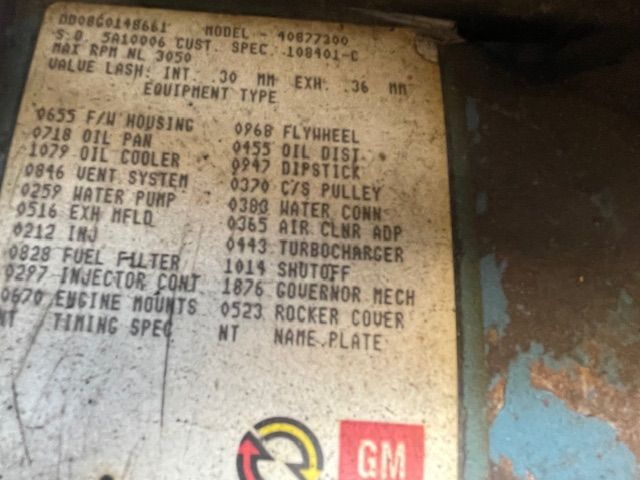 DD08G0148661 MODEL - 40877300
S.O. 5A10006 CUST. SPEC. 108401-C
MAX RPM NL 3050
VALVE LASH: INT. .30 MM EXH. .36 MM
EQUIPMENT TYPE
0655 F/W HOUSING 0968 FLYWHEEL
0718 OIL PAN 0455 OIL DIST
1079 OIL COOLER 0947 DIPSTICK
0846 VENT SYSTEM 0370 C/S PULLEY
0259 WATER PUMP 0383 WATER CONN
0516 EXH MFLD 0365 AIR CLNR ADP
0212 INJ 0443 TURBOCHARGER
0828 FUEL FILTER 1014 SHUTOFF
0297 INJECTOR CONT 1876 GOVERNOR MECH
0670 ENGINE MOUNTS 0523 ROCKER COVER
NT TIMING SPEC NT NAME.PLATE
GM